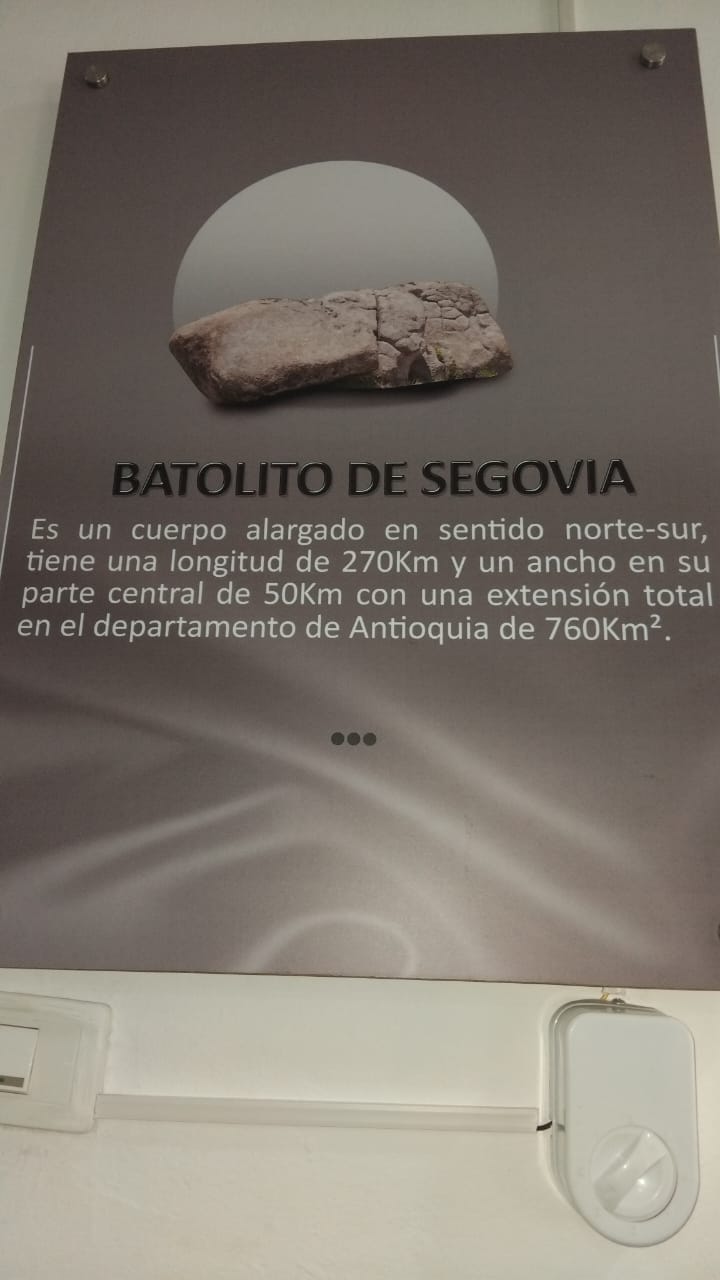 BATOLITO DE SEGOVIA
Es un cuerpo alargado en sentido norte-sur,
tiene una longitud de 270Km y un ancho en su
parte central de 50Km con una extensión total
en el departamento de Antioquia de 760Km².